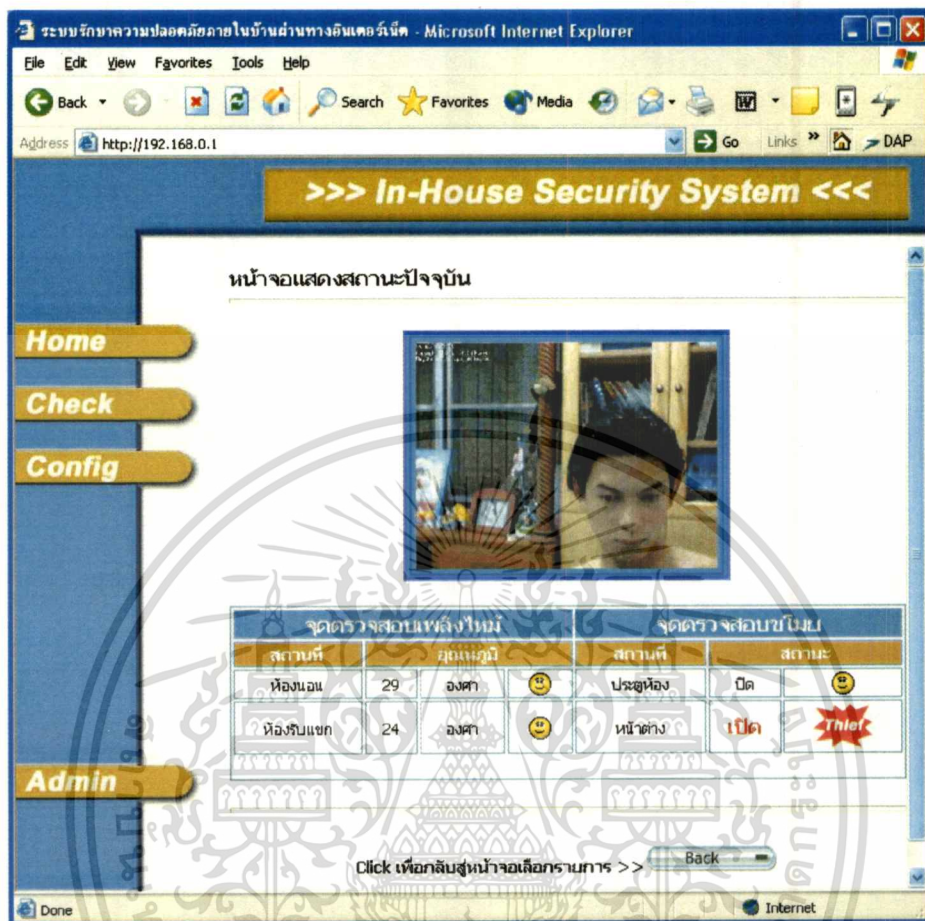 ระบบรักษาความปลอดภัยภายในบ้านผ่านทางอินเตอร์เน็ต - Microsoft Internet Explorer
File Edit View Favorites Tools Help
Back Search Favorites Media
Address http://192.168.0.1 Go Links » DAP
>>> In-House Security System <<<
หน้าจอแสดงสถานะปัจจุบัน
Home
Check
Config
Admin
จุดตรวจสอบเพลิงไหม้ จุดตรวจสอบขโมย
สถานที่ อุณหภูมิ สถานที่ สถานะ
ห้องนอน 29 องศา ประตูห้อง ปิด
ห้องรับแขก 24 องศา หน้าต่าง เปิด Thief
Click เพื่อกลับสู่หน้าจอเลือกรายการ >> Back
Done Internet